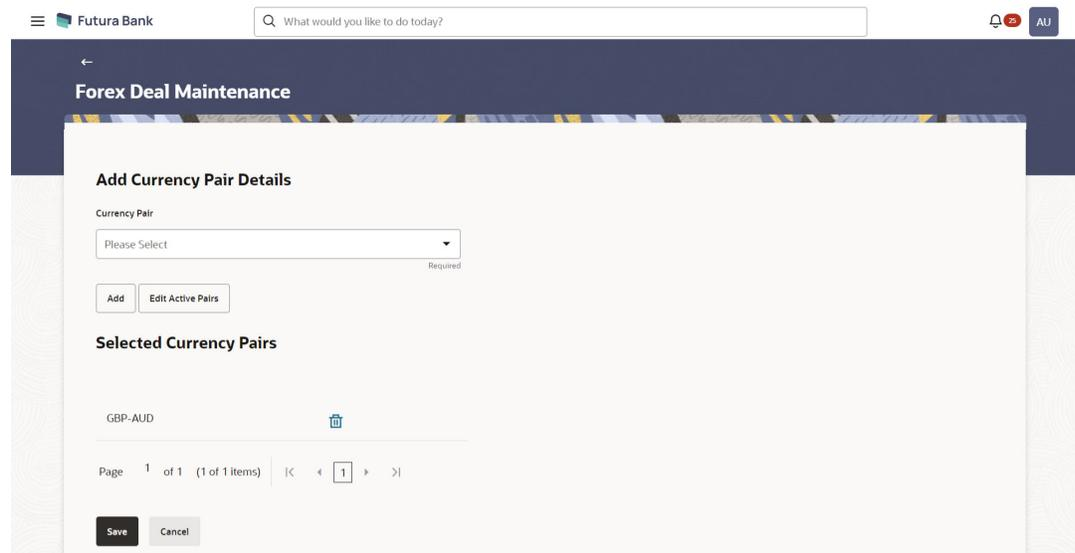 Futura Bank
What would you like to do today?
25
AU
Forex Deal Maintenance
Add Currency Pair Details
Currency Pair
Please Select
Required
Add Edit Active Pairs
Selected Currency Pairs
GBP-AUD
Page 1 of 1 (1 of 1 items) 1
Save Cancel